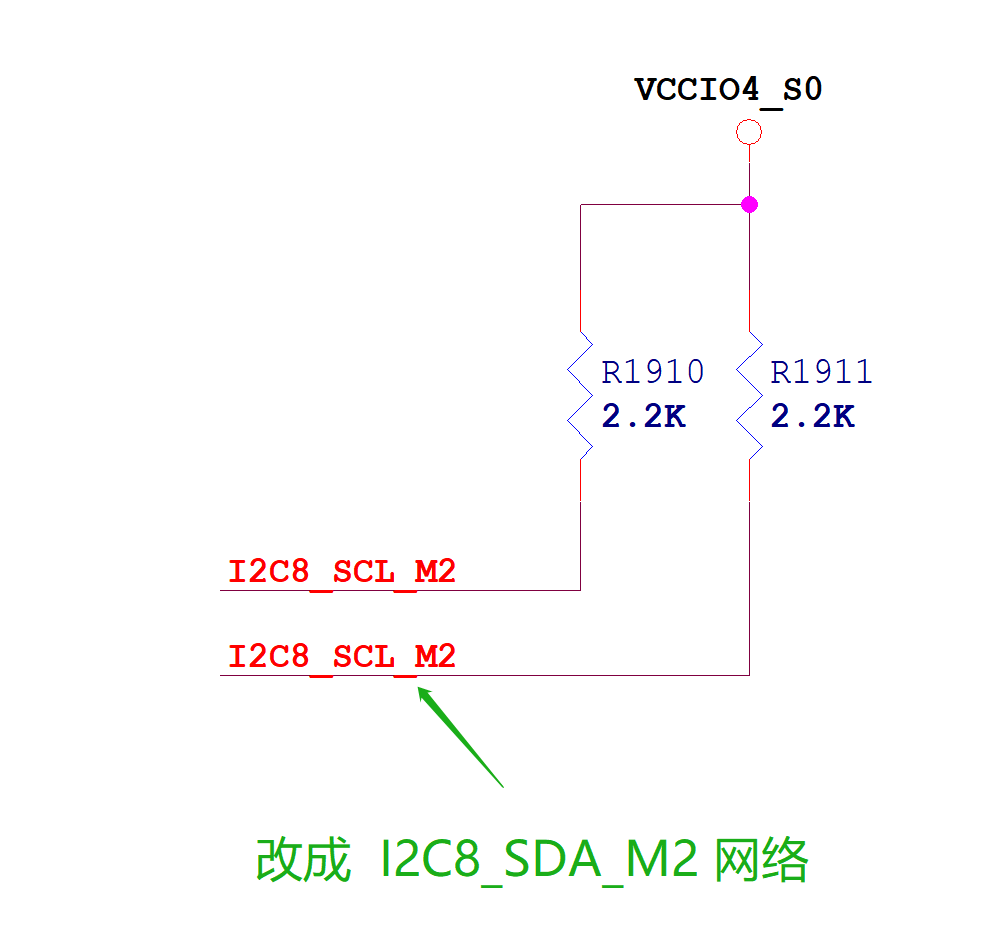 VCCIO4_S0
R1910
2.2K
R1911
2.2K
I2C8_SCL_M2
I2C8_SCL_M2
改成 I2C8_SDA_M2 网络